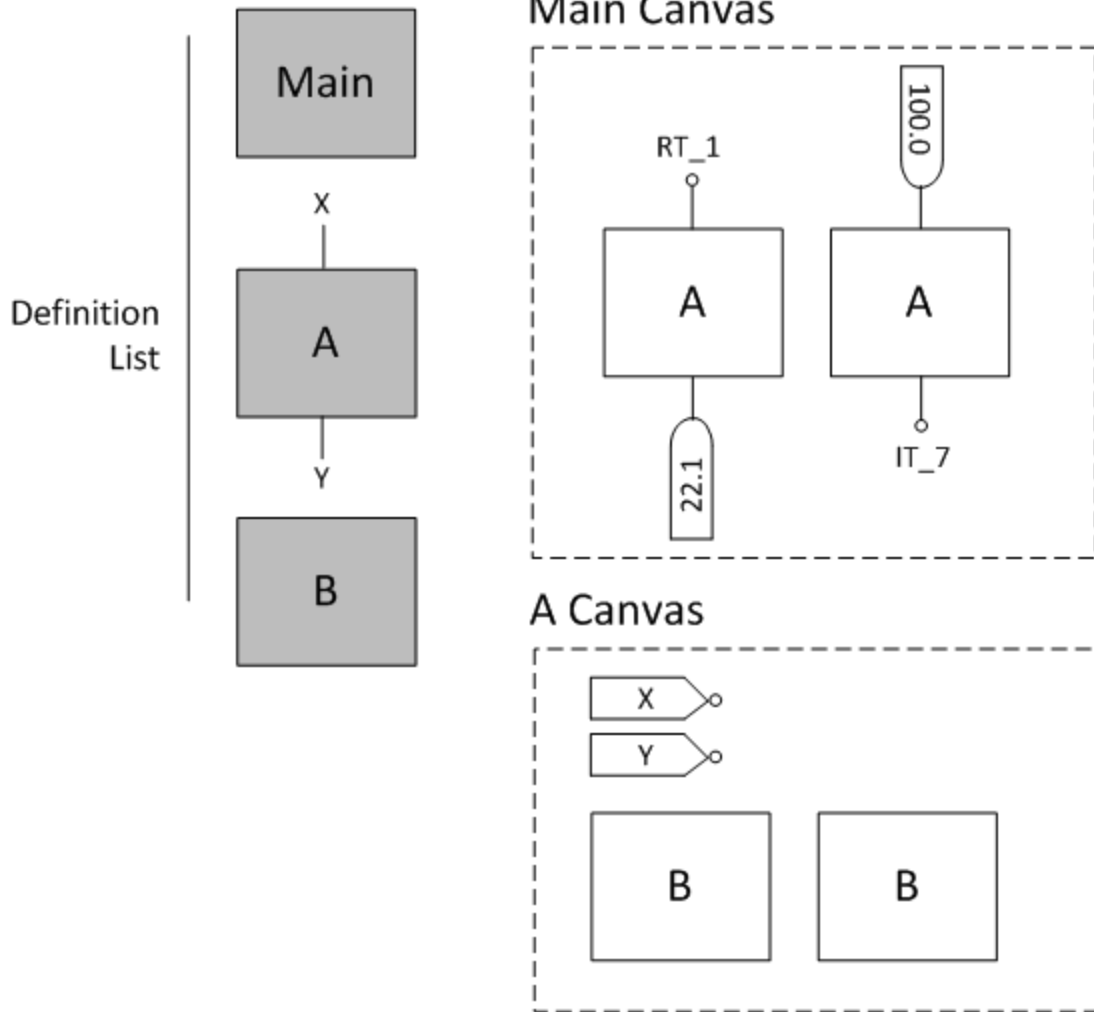 Main
X
Definition
List
A
Y
B
Main Canvas
RT_1
100.0
A
A
22.1
IT_7
A Canvas
X
Y
B
B